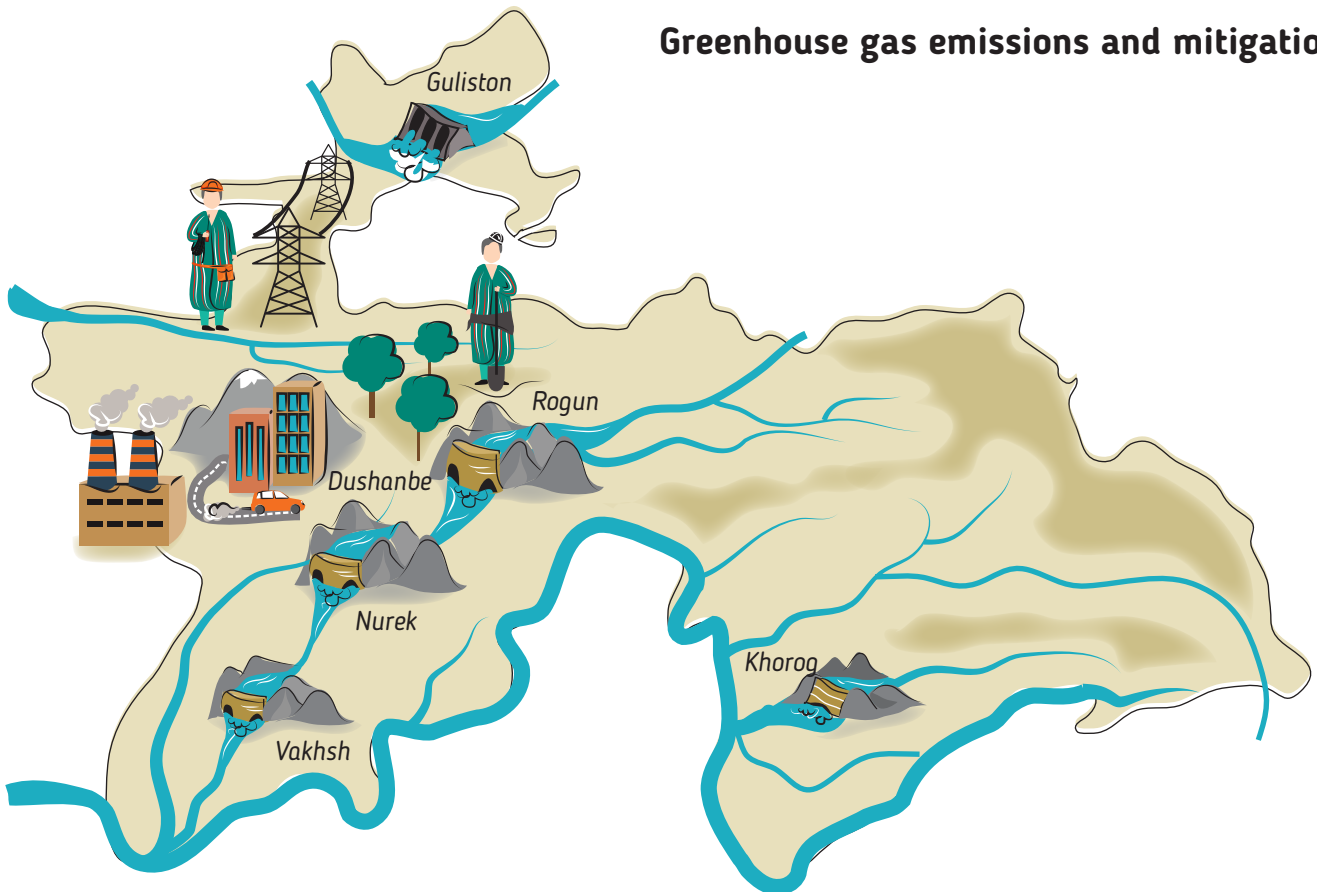 Greenhouse gas emissions and mitigatio
Guliston
Rogun
Dushanbe
Nurek
Khorog
Vakhsh